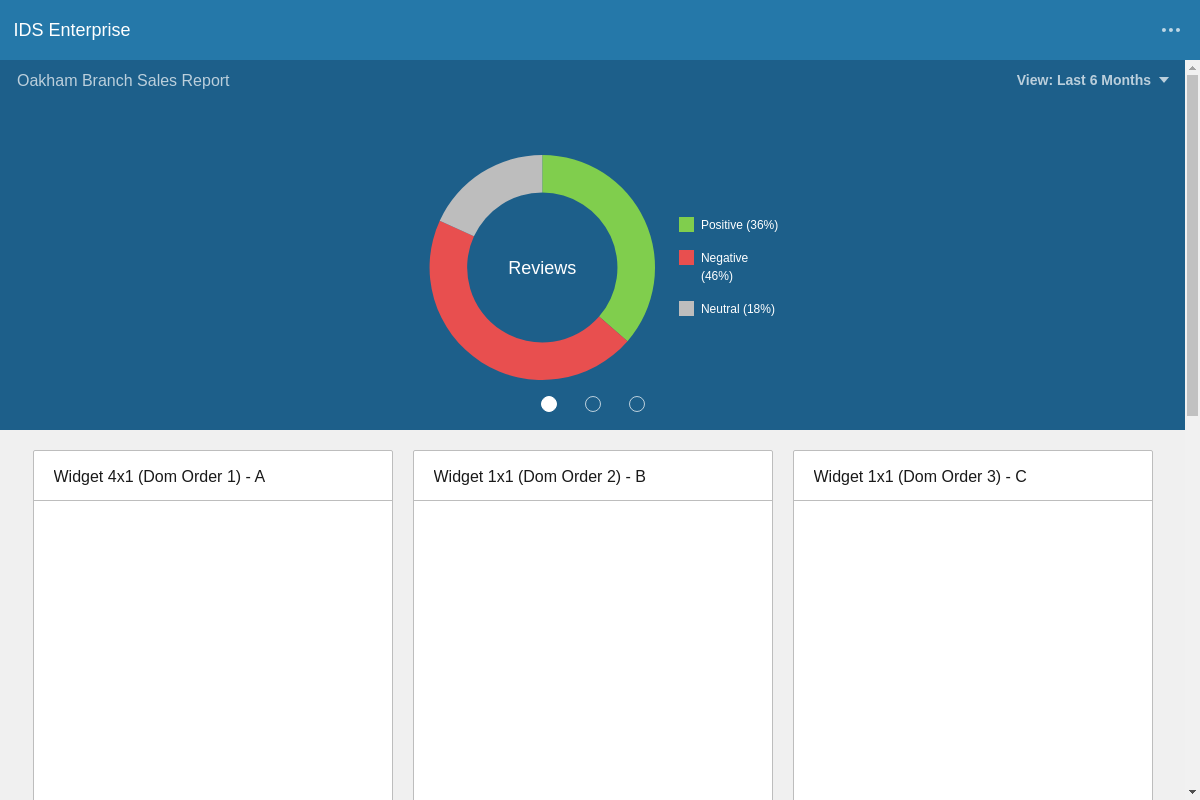 IDS Enterprise
Oakham Branch Sales Report
View: Last 6 Months
Reviews
Positive (36%)
Negative
(46%)
Neutral (18%)
Widget 4x1 (Dom Order 1) - A
Widget 1x1 (Dom Order 2) - B
Widget 1x1 (Dom Order 3) - C